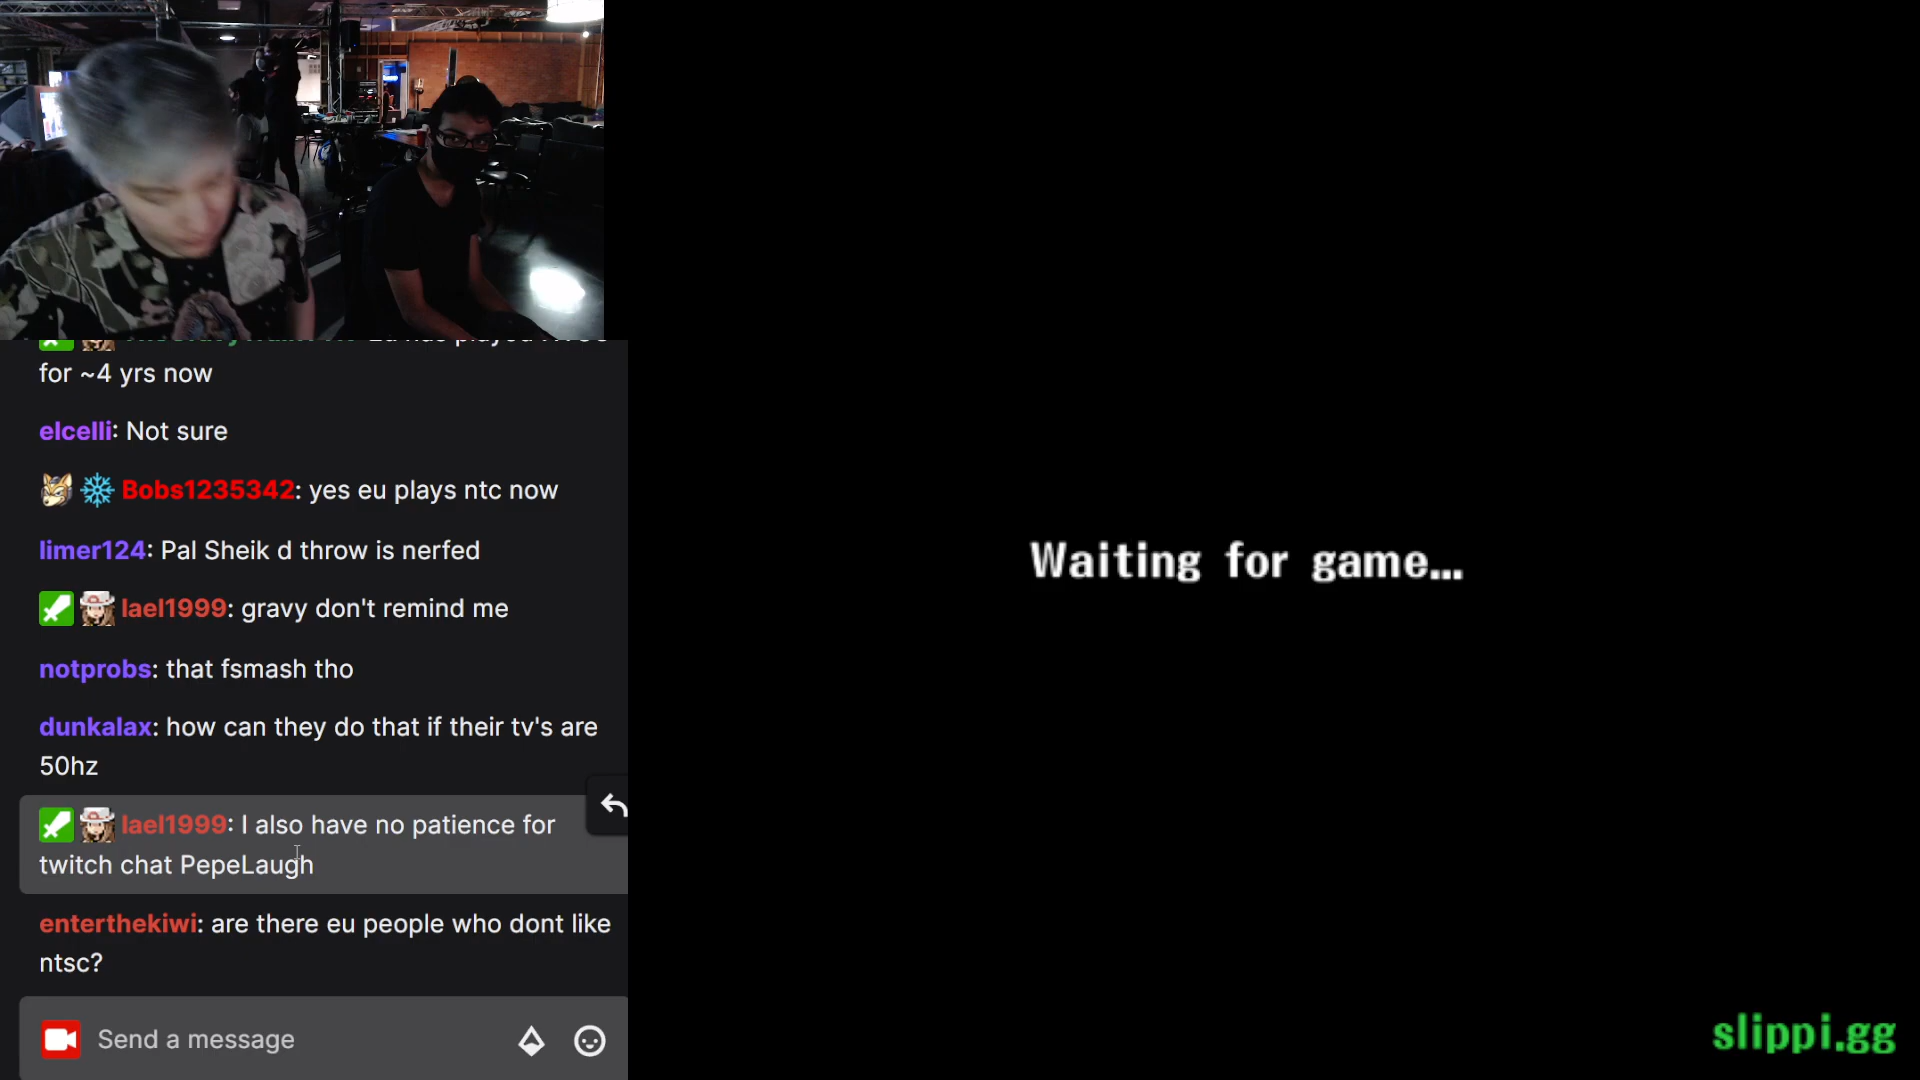 for ~4 yrs now
elcelli: Not sure
Bobs1235342: yes eu plays ntc now
limer124: Pal Sheik d throw is nerfed
lael1999: gravy don't remind me
notprobs: that fsmash tho
dunkalax: how can they do that if their tv's are
50hz
lael1999: I also have no patience for
twitch chat PepeLaugh
enterthekiwi: are there eu people who dont like
ntsc?
Send a message
Waiting for game...
slippi.gg